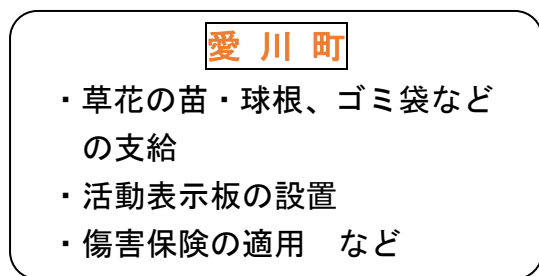 愛 川 町
・草花の苗・球根、ゴミ袋など
の支給
・活動表示板の設置
・傷害保険の適用　など